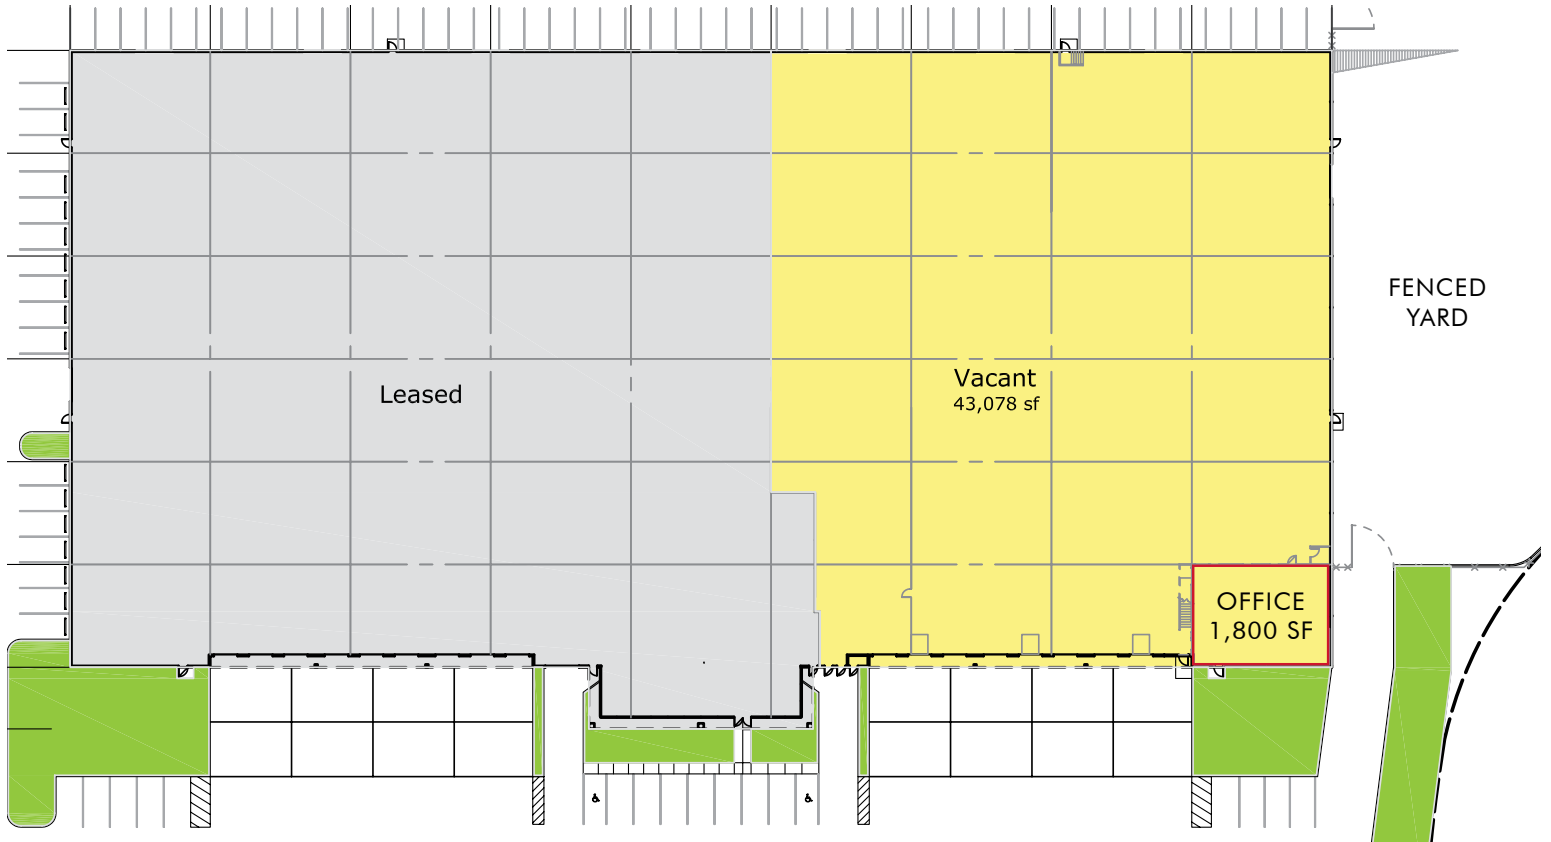 FENCED
YARD
Leased
Vacant
43,078 sf
OFFICE
1,800 SF